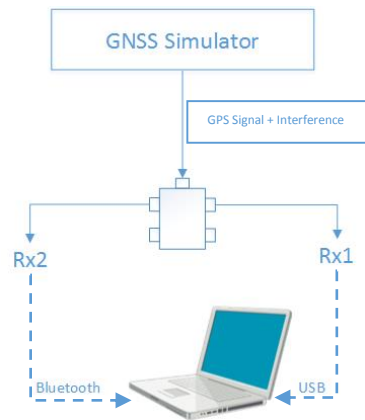 GNSS Simulator
GPS Signal + Interference
Rx2
Rx1
Bluetooth
USB